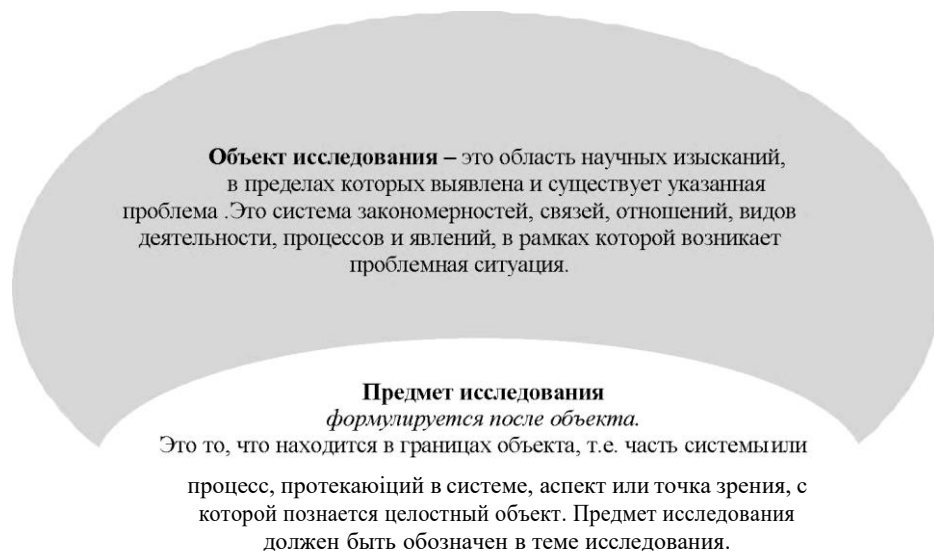 Объект исследования – это область научных изысканий,
в пределах которых выявлена и существует указанная
проблема .Это система закономерностей, связей, отношений, видов
деятельности, процессов и явлений, в рамках которой возникает
проблемная ситуация.
Предмет исследования
формулируется после объекта.
Это то, что находится в границах объекта, т.е. часть системыили
процесс, протекаюіций в системе, аспект или точка зрения, с
которой познается целостный объект. Предмет исследования
должен быть обозначен в теме исследования.